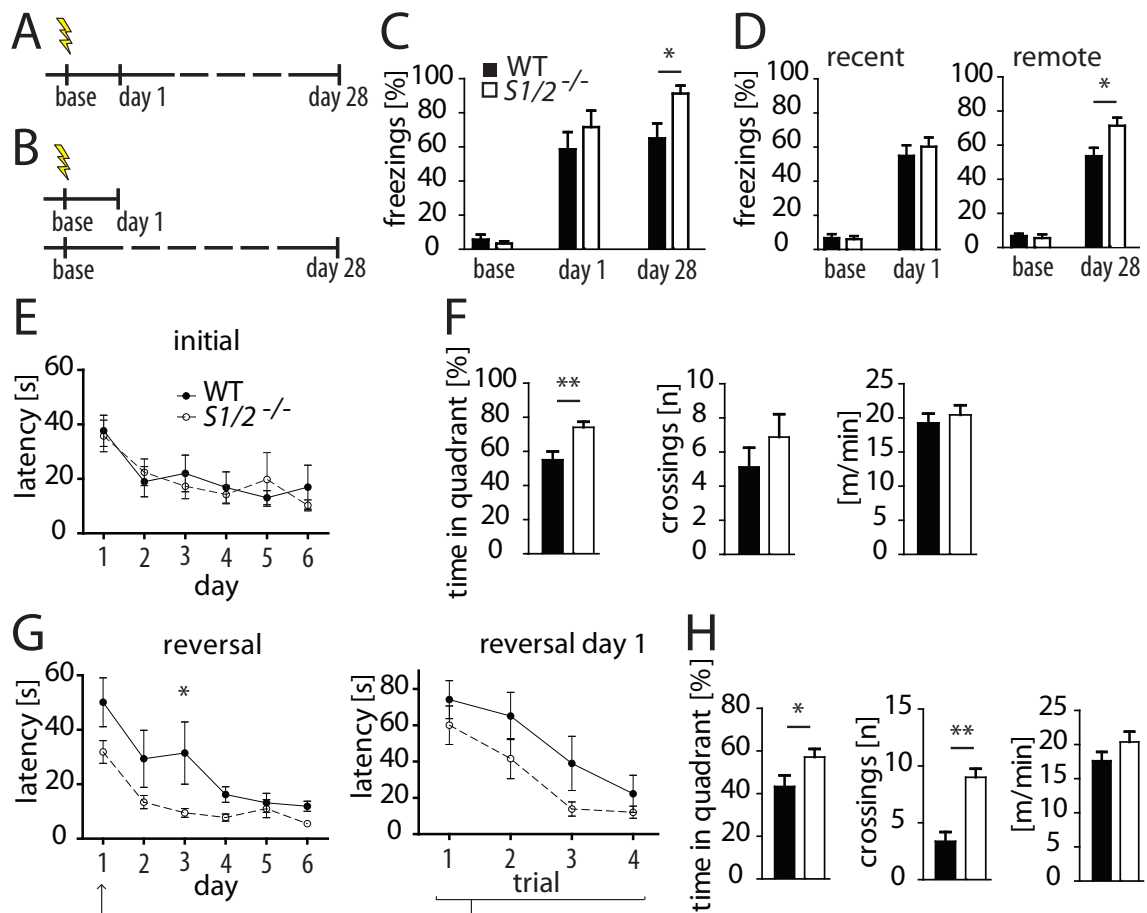 A
base day 1 day 28
B
base day 1
base day 28
C
freezings [%]
100
80
60
40
20
0
WT
S1/2 -/-
*
base day 1 day 28
D
recent
freezings [%]
100
80
60
40
20
0
base day 1
remote
100
80
60
40
20
0
*
base day 28
E
initial
latency [s]
60
40
20
0
WT
S1/2 -/-
1 2 3 4 5 6
day
F
time in quadrant [%]
100
80
60
40
20
0
**
crossings [n]
8
6
4
2
0
[m/min]
25
20
15
10
5
0
G
reversal
latency [s]
60
40
20
0
*
1 2 3 4 5 6
day
reversal day 1
latency [s]
80
60
40
20
0
1 2 3 4
trial
H
time in quadrant [%]
80
60
40
20
0
*
crossings [n]
15
10
5
0
**
[m/min]
25
20
15
10
5
0